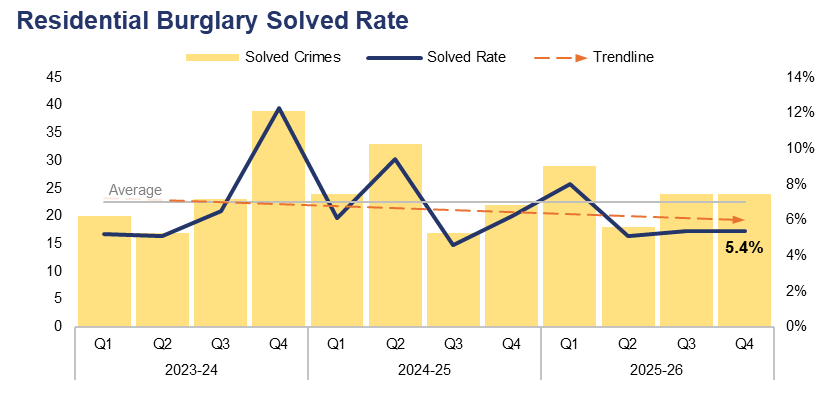 Residential Burglary Solved Rate
Solved Crimes Solved Rate Trendline
45 14%
40 12%
35 10%
30 8%
25 6%
20 4%
15 2%
10 0%
5
0
Average
5.4%
Q1 Q2 Q3 Q4 Q1 Q2 Q3 Q4 Q1 Q2 Q3 Q4
2023-24 2024-25 2025-26